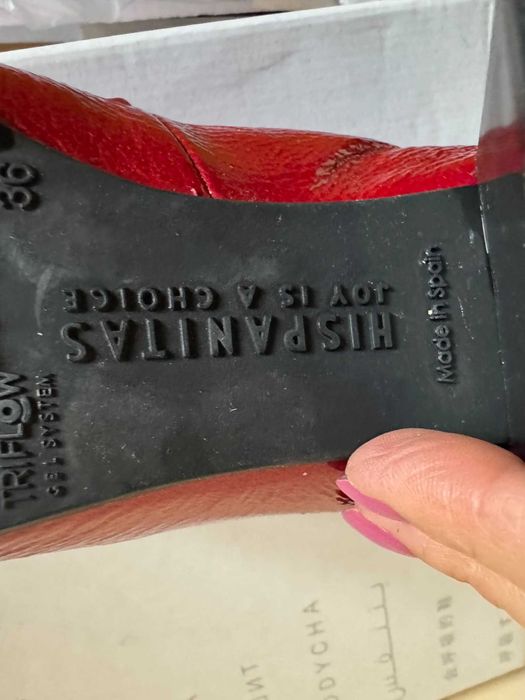 36
HISPANITAS
JOY IS A CHOICE
Made in Spain
TRIFLOW
GEL SYSTEM